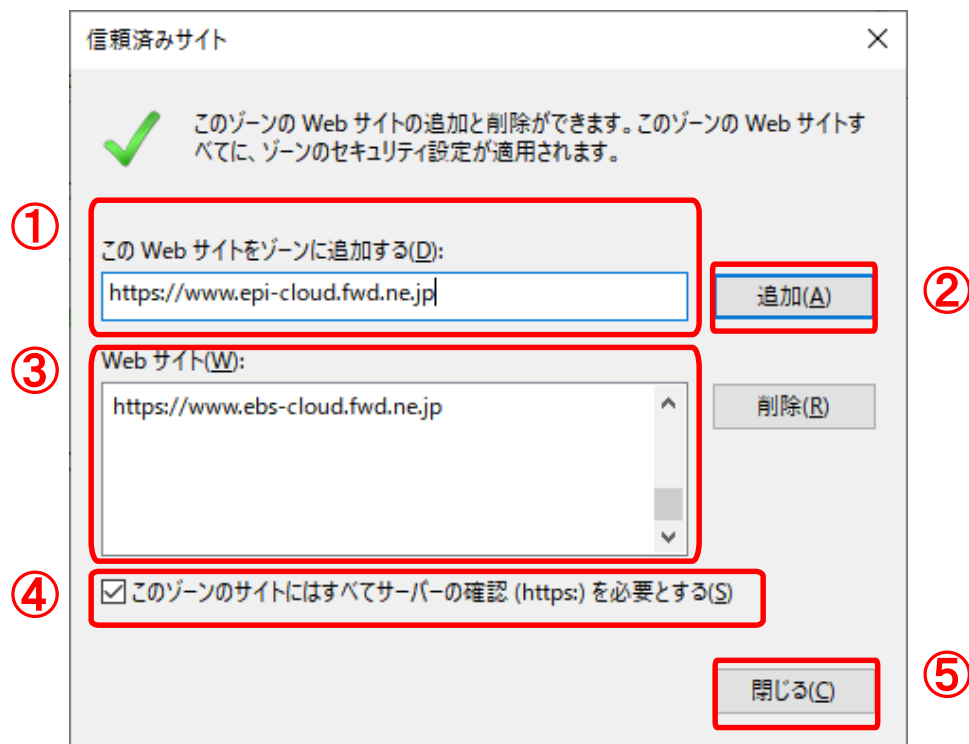 信頼済みサイト
このゾーンの Web サイトの追加と削除ができます。このゾーンの Web サイトす
べてに、ゾーンのセキュリティ設定が適用されます。
①
この Web サイトをゾーンに追加する(D):
https://www.epi-cloud.fwd.ne.jp
追加(A)
②
③
Web サイト(W):
https://www.ebs-cloud.fwd.ne.jp
削除(R)
④
このゾーンのサイトにはすべてサーバーの確認 (https:) を必要とする(S)
閉じる(C)
⑤